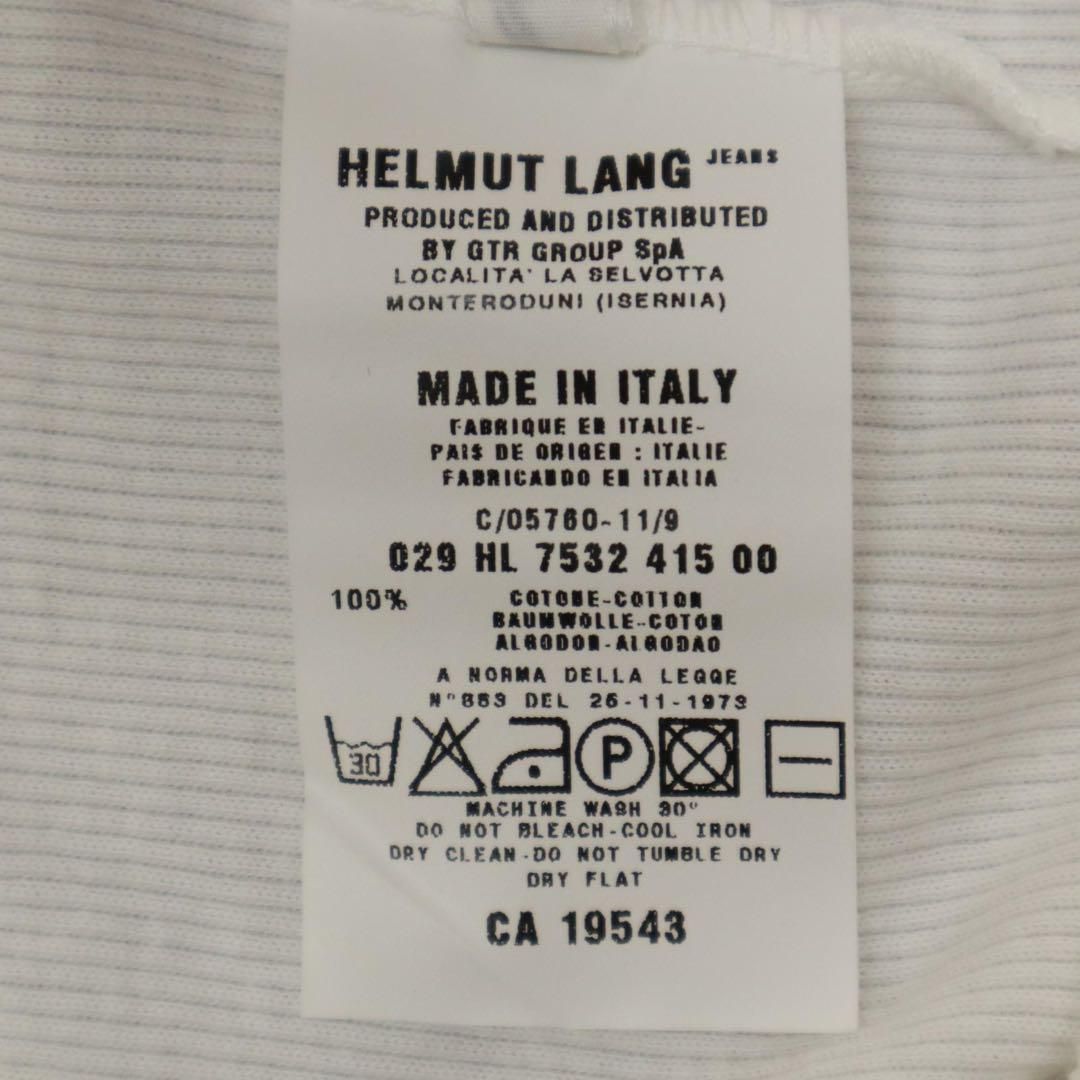 HELMUT LANG JEANS
PRODUCED AND DISTRIBUTED
BY GTR GROUP SpA
LOCALITA' LA SELVOTTA
MONTERODUNI (ISERNIA)
MADE IN ITALY
FABRIQUE EN ITALIE-
PAIS DE ORIGEN : ITALIE
FABRICANDO EN ITALIA
C/05760-11/9
029 HL 7532 415 00
100% COTONE-COTTON
BAUMWOLLE-COTON
ALGODON-ALGODAO
A NORMA DELLA LEGGE
N°883 DEL 26-11-1973
30 P
MACHINE WASH 30°
DO NOT BLEACH-COOL IRON
DRY CLEAN-DO NOT TUMBLE DRY
DRY FLAT
CA 19543